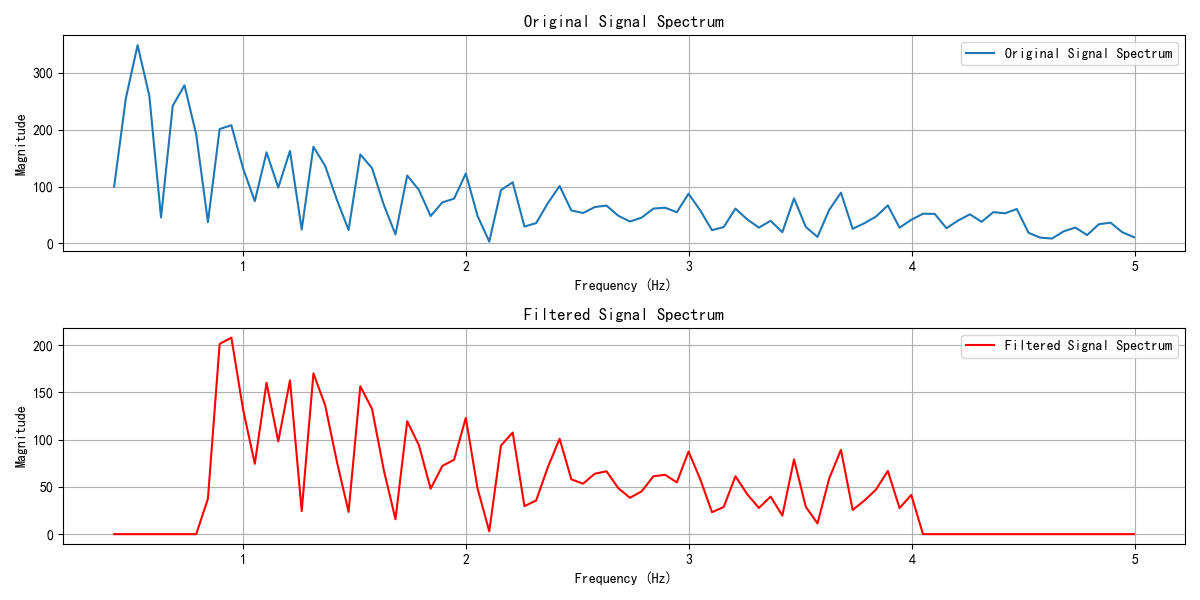 Original Signal Spectrum
Original Signal Spectrum
Magnitude
300
200
100
0
1 2 3 4 5
Frequency (Hz)
Filtered Signal Spectrum
Filtered Signal Spectrum
Magnitude
200
150
100
50
0
1 2 3 4 5
Frequency (Hz)